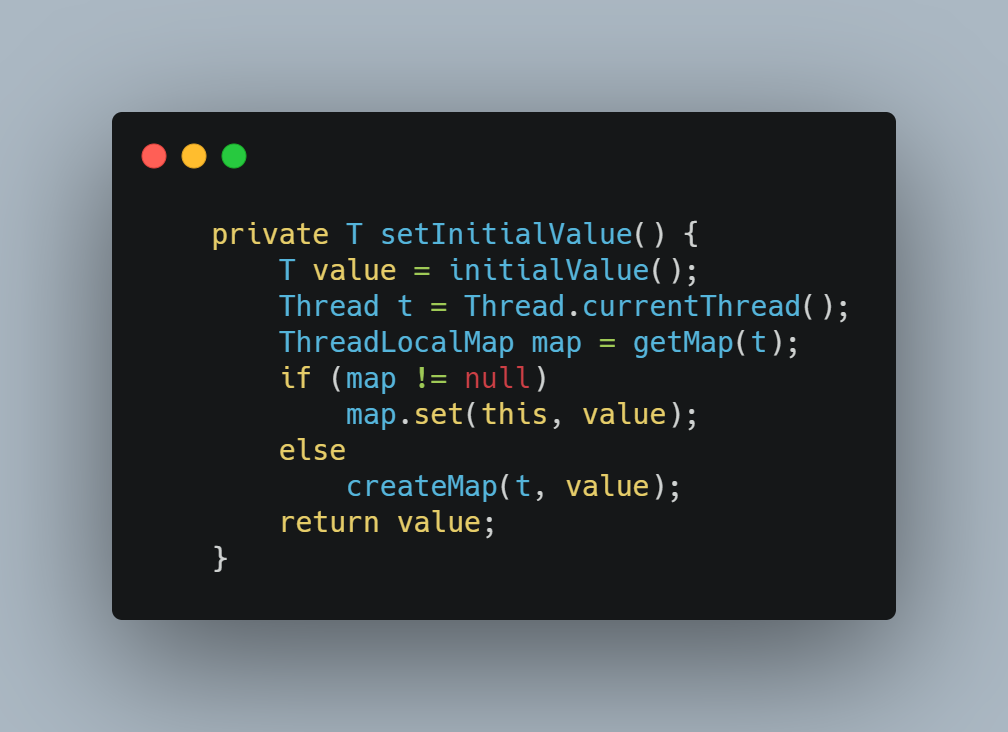 private T setInitialValue() {
    T value = initialValue();
    Thread t = Thread.currentThread();
    ThreadLocalMap map = getMap(t);
    if (map != null)
        map.set(this, value);
    else
        createMap(t, value);
    return value;
}